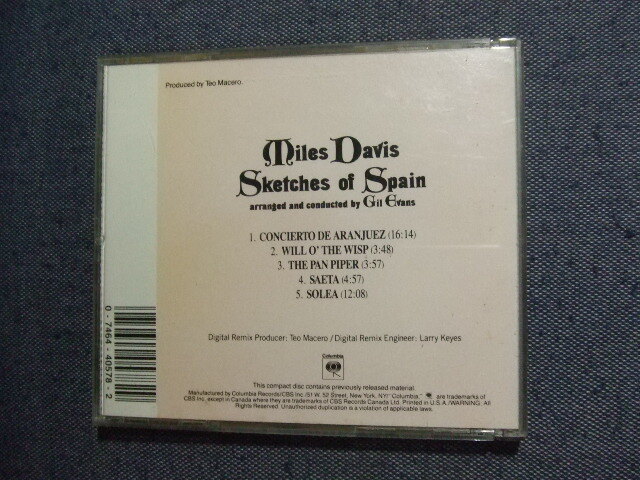 Produced by Teo Macero.
Miles Davis
Sketches of Spain
arranged and conducted by Gil Evans
1. CONCIERTO DE ARANJUEZ (16:14)
2. WILL O' THE WISP (3:48)
3. THE PAN PIPER (3:57)
4. SAETA (4:57)
5. SOLEA (12:08)
Digital Remix Producer: Teo Macero / Digital Remix Engineer: Larry Keyes
Columbia
This compact disc contains previously released material.
Manufactured by Columbia Records/CBS Inc./51 W. 52 Street, New York, NY/" Columbia," are trademarks of
CBS Inc., except in Canada where they are trademarks of CBS Records Canada Ltd. Printed in U.S.A./WARNING: All
Rights Reserved. Unauthorized duplication is a violation of applicable laws.
0 - 7464 - 40578 - 2